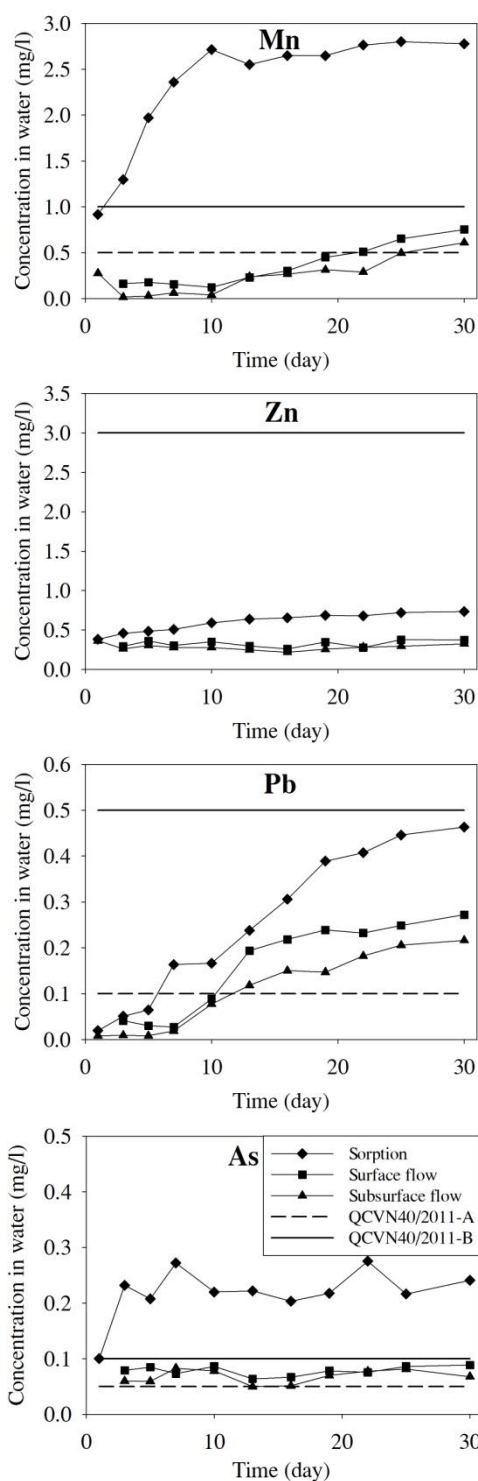 Mn
Concentration in water (mg/l)
3.0
2.5
2.0
1.5
1.0
0.5
0.0
0 10 20 30
Time (day)
Zn
Concentration in water (mg/l)
3.5
3.0
2.5
2.0
1.5
1.0
0.5
0.0
0 10 20 30
Time (day)
Pb
Concentration in water (mg/l)
0.6
0.5
0.4
0.3
0.2
0.1
0.0
0 10 20 30
Time (day)
As
Concentration in water (mg/l)
0.5
0.4
0.3
0.2
0.1
0.0
Sorption
Surface flow
Subsurface flow
QCVN40/2011-A
QCVN40/2011-B
0 10 20 30
Time (day)